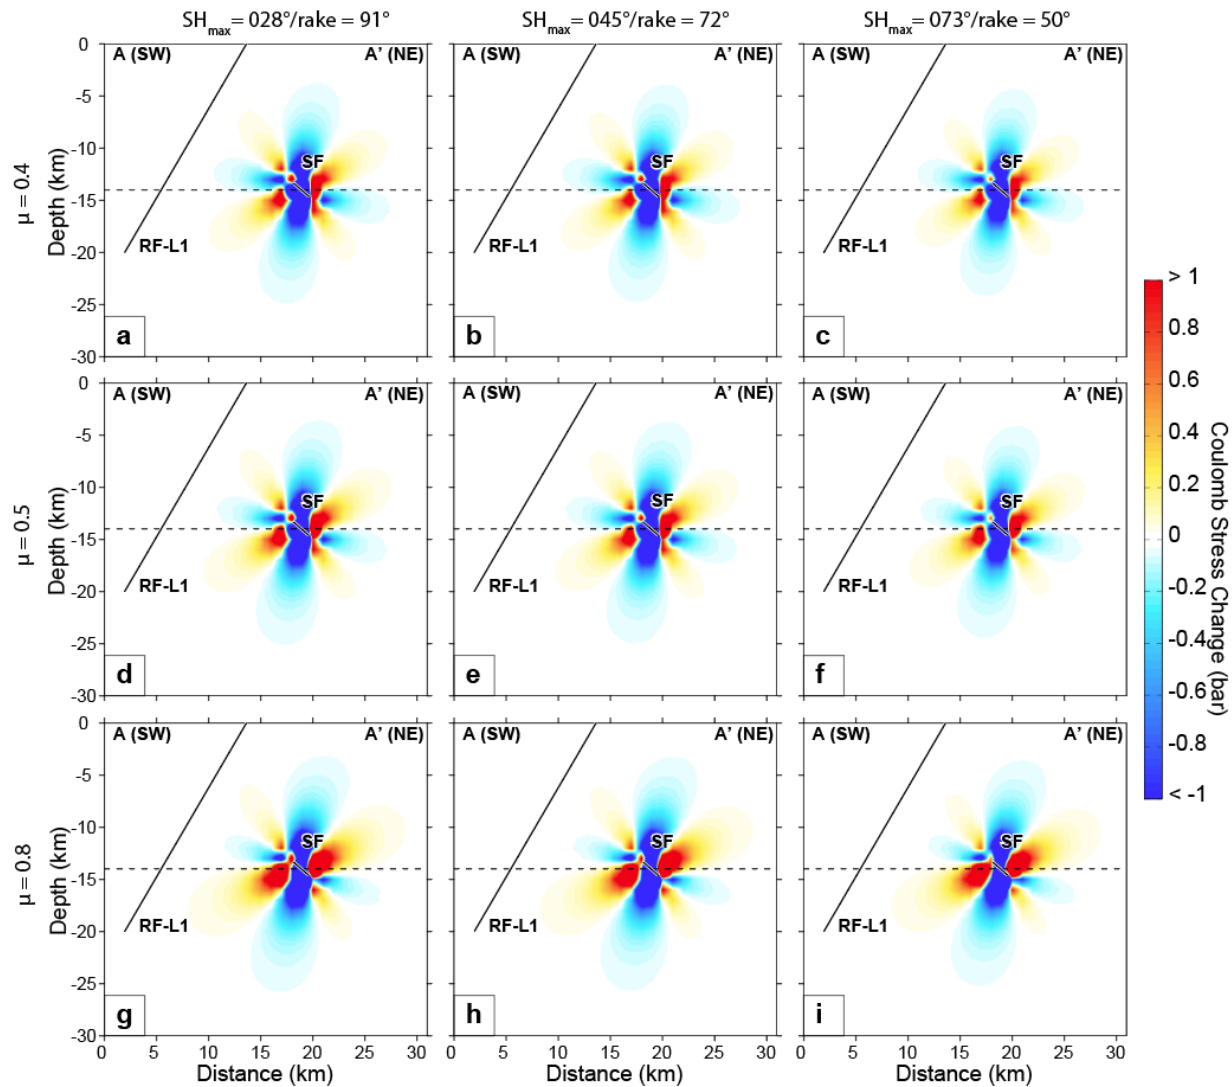 SHmax= 028°/rake = 91°
SHmax= 045°/rake = 72°
SHmax= 073°/rake = 50°
μ = 0.4
Depth (km)
0
-5
-10
-15
-20
-25
-30
A (SW)
A' (NE)
SF
RF-L1
a
A (SW)
A' (NE)
SF
RF-L1
b
A (SW)
A' (NE)
SF
RF-L1
c
μ = 0.5
Depth (km)
0
-5
-10
-15
-20
-25
-30
A (SW)
A' (NE)
SF
RF-L1
d
A (SW)
A' (NE)
SF
RF-L1
e
A (SW)
A' (NE)
SF
RF-L1
f
μ = 0.8
Depth (km)
0
-5
-10
-15
-20
-25
-30
A (SW)
A' (NE)
SF
RF-L1
g
A (SW)
A' (NE)
SF
RF-L1
h
A (SW)
A' (NE)
SF
RF-L1
i
0 5 10 15 20 25 30
Distance (km)
0 5 10 15 20 25 30
Distance (km)
0 5 10 15 20 25 30
Distance (km)
> 1
0.8
0.6
0.4
0.2
0
-0.2
-0.4
-0.6
-0.8
< -1
Coulomb Stress Change (bar)